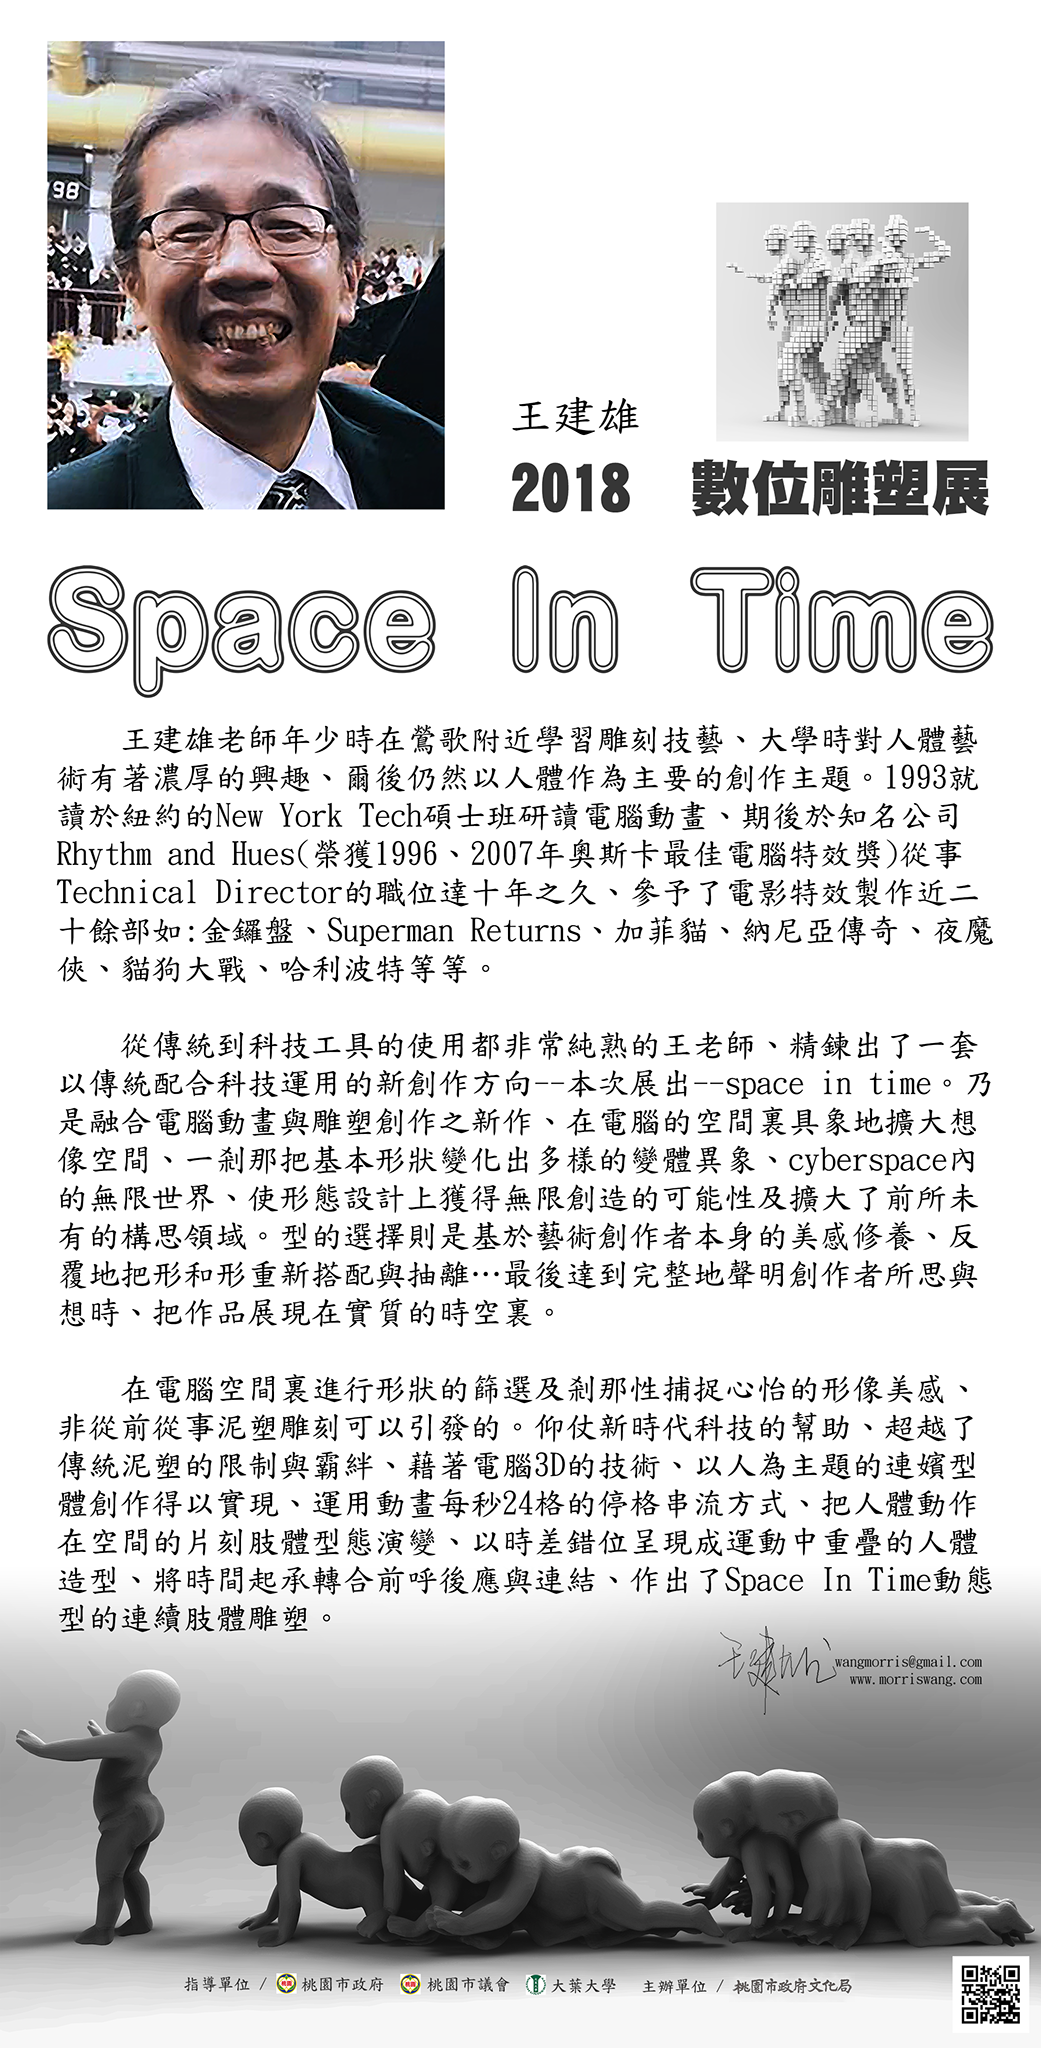 198
王建雄
2018 數位雕塑展
Space In Time
王建雄老師年少時在鶯歌附近學習雕刻技藝、大學時對人體藝
術有著濃厚的興趣、爾後仍然以人體作為主要的創作主題。1993就
讀於紐約的New York Tech碩士班研讀電腦動畫、期後於知名公司
Rhythm and Hues(榮獲1996、2007年奧斯卡最佳電腦特效獎)從事
Technical Director的職位達十年之久、參予了電影特效製作近二
十餘部如:金鑼盤、Superman Returns、加菲貓、納尼亞傳奇、夜魔
俠、貓狗大戰、哈利波特等等。
從傳統到科技工具的使用都非常純熟的王老師、精鍊出了一套
以傳統配合科技運用的新創作方向--本次展出--space in time。乃
是融合電腦動畫與雕塑創作之新作、在電腦的空間裏具象地擴大想
像空間、一剎那把基本形狀變化出多樣的變體異象、cyberspace內
的無限世界、使形態設計上獲得無限創造的可能性及擴大了前所未
有的構思領域。型的選擇則是基於藝術創作者本身的美感修養、反
覆地把形和形重新搭配與抽離…最後達到完整地聲明創作者所思與
想時、把作品展現在實質的時空裏。
在電腦空間裏進行形狀的篩選及剎那性捕捉心怡的形像美感、
非從前從事泥塑雕刻可以引發的。仰仗新時代科技的幫助、超越了
傳統泥塑的限制與霸絆、藉著電腦3D的技術、以人為主題的連嬪型
體創作得以實現、運用動畫每秒24格的停格串流方式、把人體動作
在空間的片刻肢體型態演變、以時差錯位呈現成運動中重疊的人體
造型、將時間起承轉合前呼後應與連結、作出了Space In Time動態
型的連續肢體雕塑。
王建雄 wangmorris@gmail.com
www.morriswang.com
指導單位 / 桃園市政府 桃園市議會 大葉大學 主辦單位 / 桃園市政府文化局